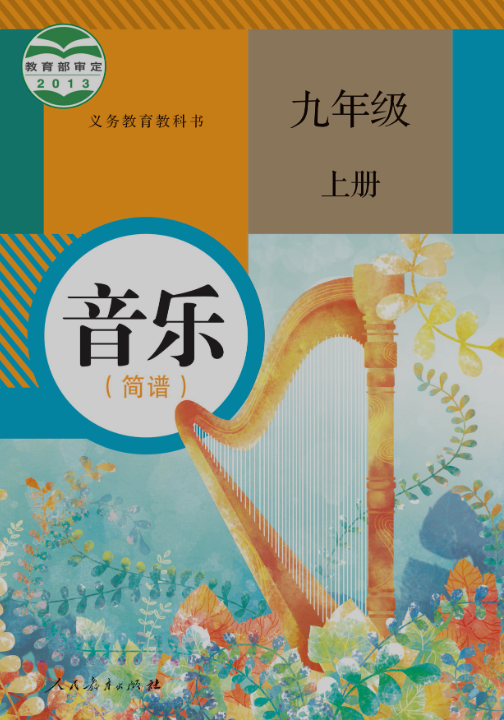 教育部审定
2013
义务教育教科书
九年级
上册
音乐
（简谱）
人民教育出版社